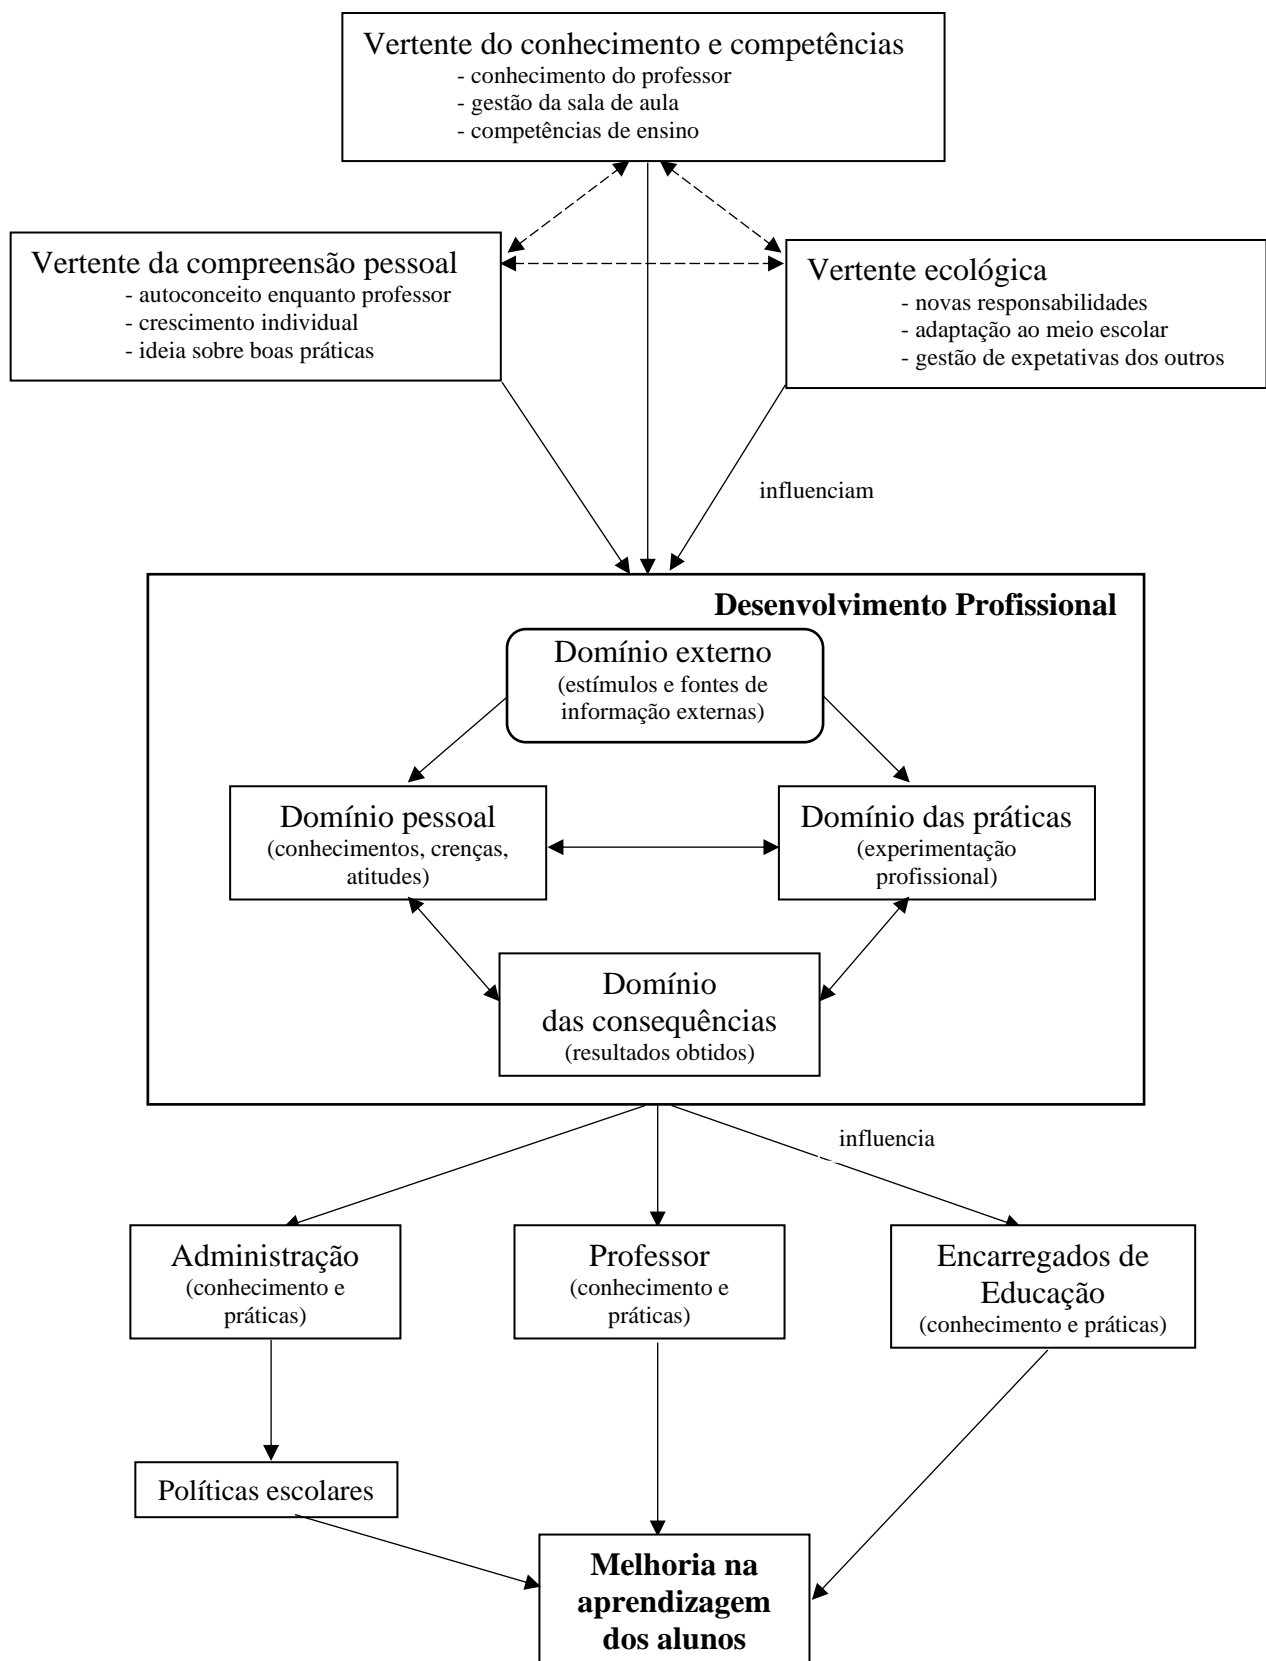 Vertente do conhecimento e competências
- conhecimento do professor
- gestão da sala de aula
- competências de ensino
Vertente da compreensão pessoal
- autoconceito enquanto professor
- crescimento individual
- ideia sobre boas práticas
Vertente ecológica
- novas responsabilidades
- adaptação ao meio escolar
- gestão de expetativas dos outros
influenciam
Desenvolvimento Profissional
Domínio externo
(estímulos e fontes de
informação externas)
Domínio pessoal
(conhecimentos, crenças,
atitudes)
Domínio das práticas
(experimentação
profissional)
Domínio
das consequências
(resultados obtidos)
influencia
Administração
(conhecimento e
práticas)
Professor
(conhecimento e
práticas)
Encarregados de
Educação
(conhecimento e práticas)
Políticas escolares
Melhoria na
aprendizagem
dos alunos